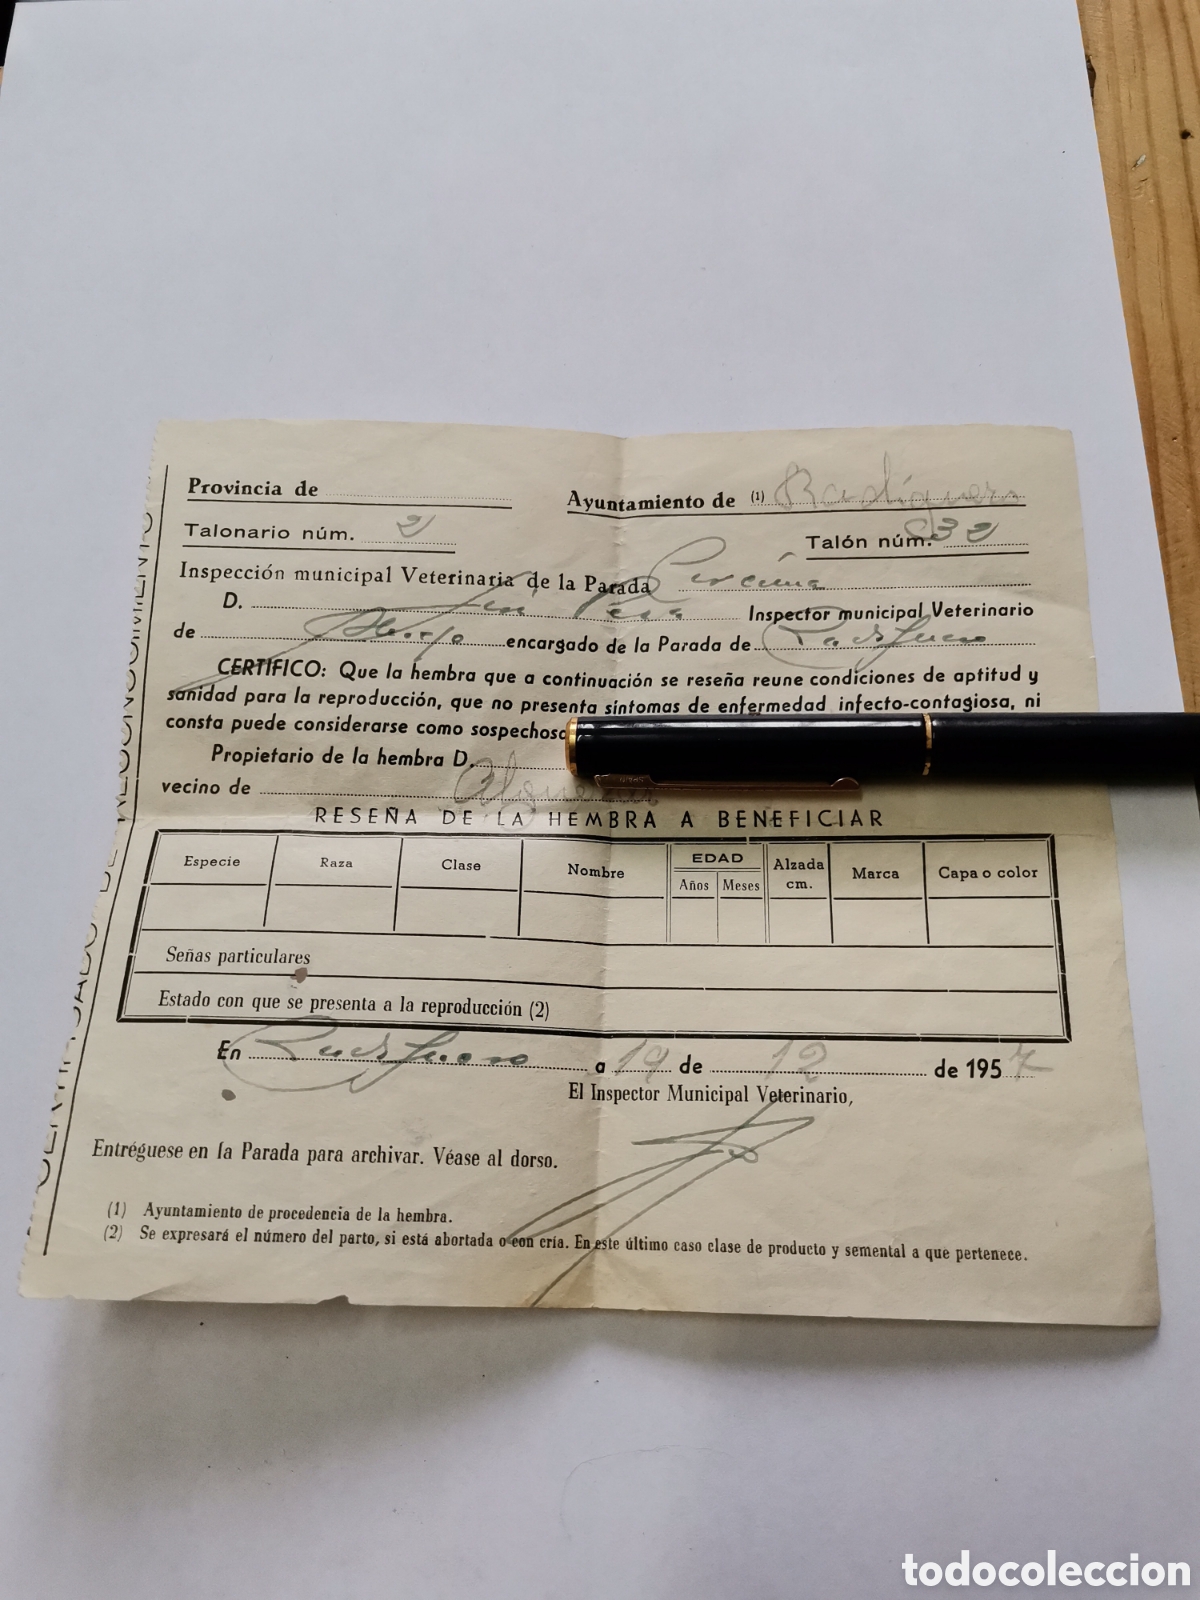 Provincia de
Ayuntamiento de (1) Radiguero
Talonario núm. 2
Talón núm. 32
Inspección municipal Veterinaria de la Parada
D. Inspector municipal Veterinario
de encargado de la Parada de
CERTIFICO: Que la hembra que a continuación se reseña reune condiciones de aptitud y
sanidad para la reproducción, que no presenta síntomas de enfermedad infecto-contagiosa, ni
consta puede considerarse como sospechosa
Propietario de la hembra D.
vecino de
RESEÑA DE LA HEMBRA A BENEFICIAR
Especie Raza Clase Nombre EDAD Alzada cm. Marca Capa o color
Años Meses
Señas particulares
Estado con que se presenta a la reproducción (2)
En a 19 de 12 de 1957
El Inspector Municipal Veterinario,
Entréguese en la Parada para archivar. Véase al dorso.
(1) Ayuntamiento de procedencia de la hembra.
(2) Se expresará el número del parto, si está abortada o con cría. En este último caso clase de producto y semental a que pertenece.
todocoleccion